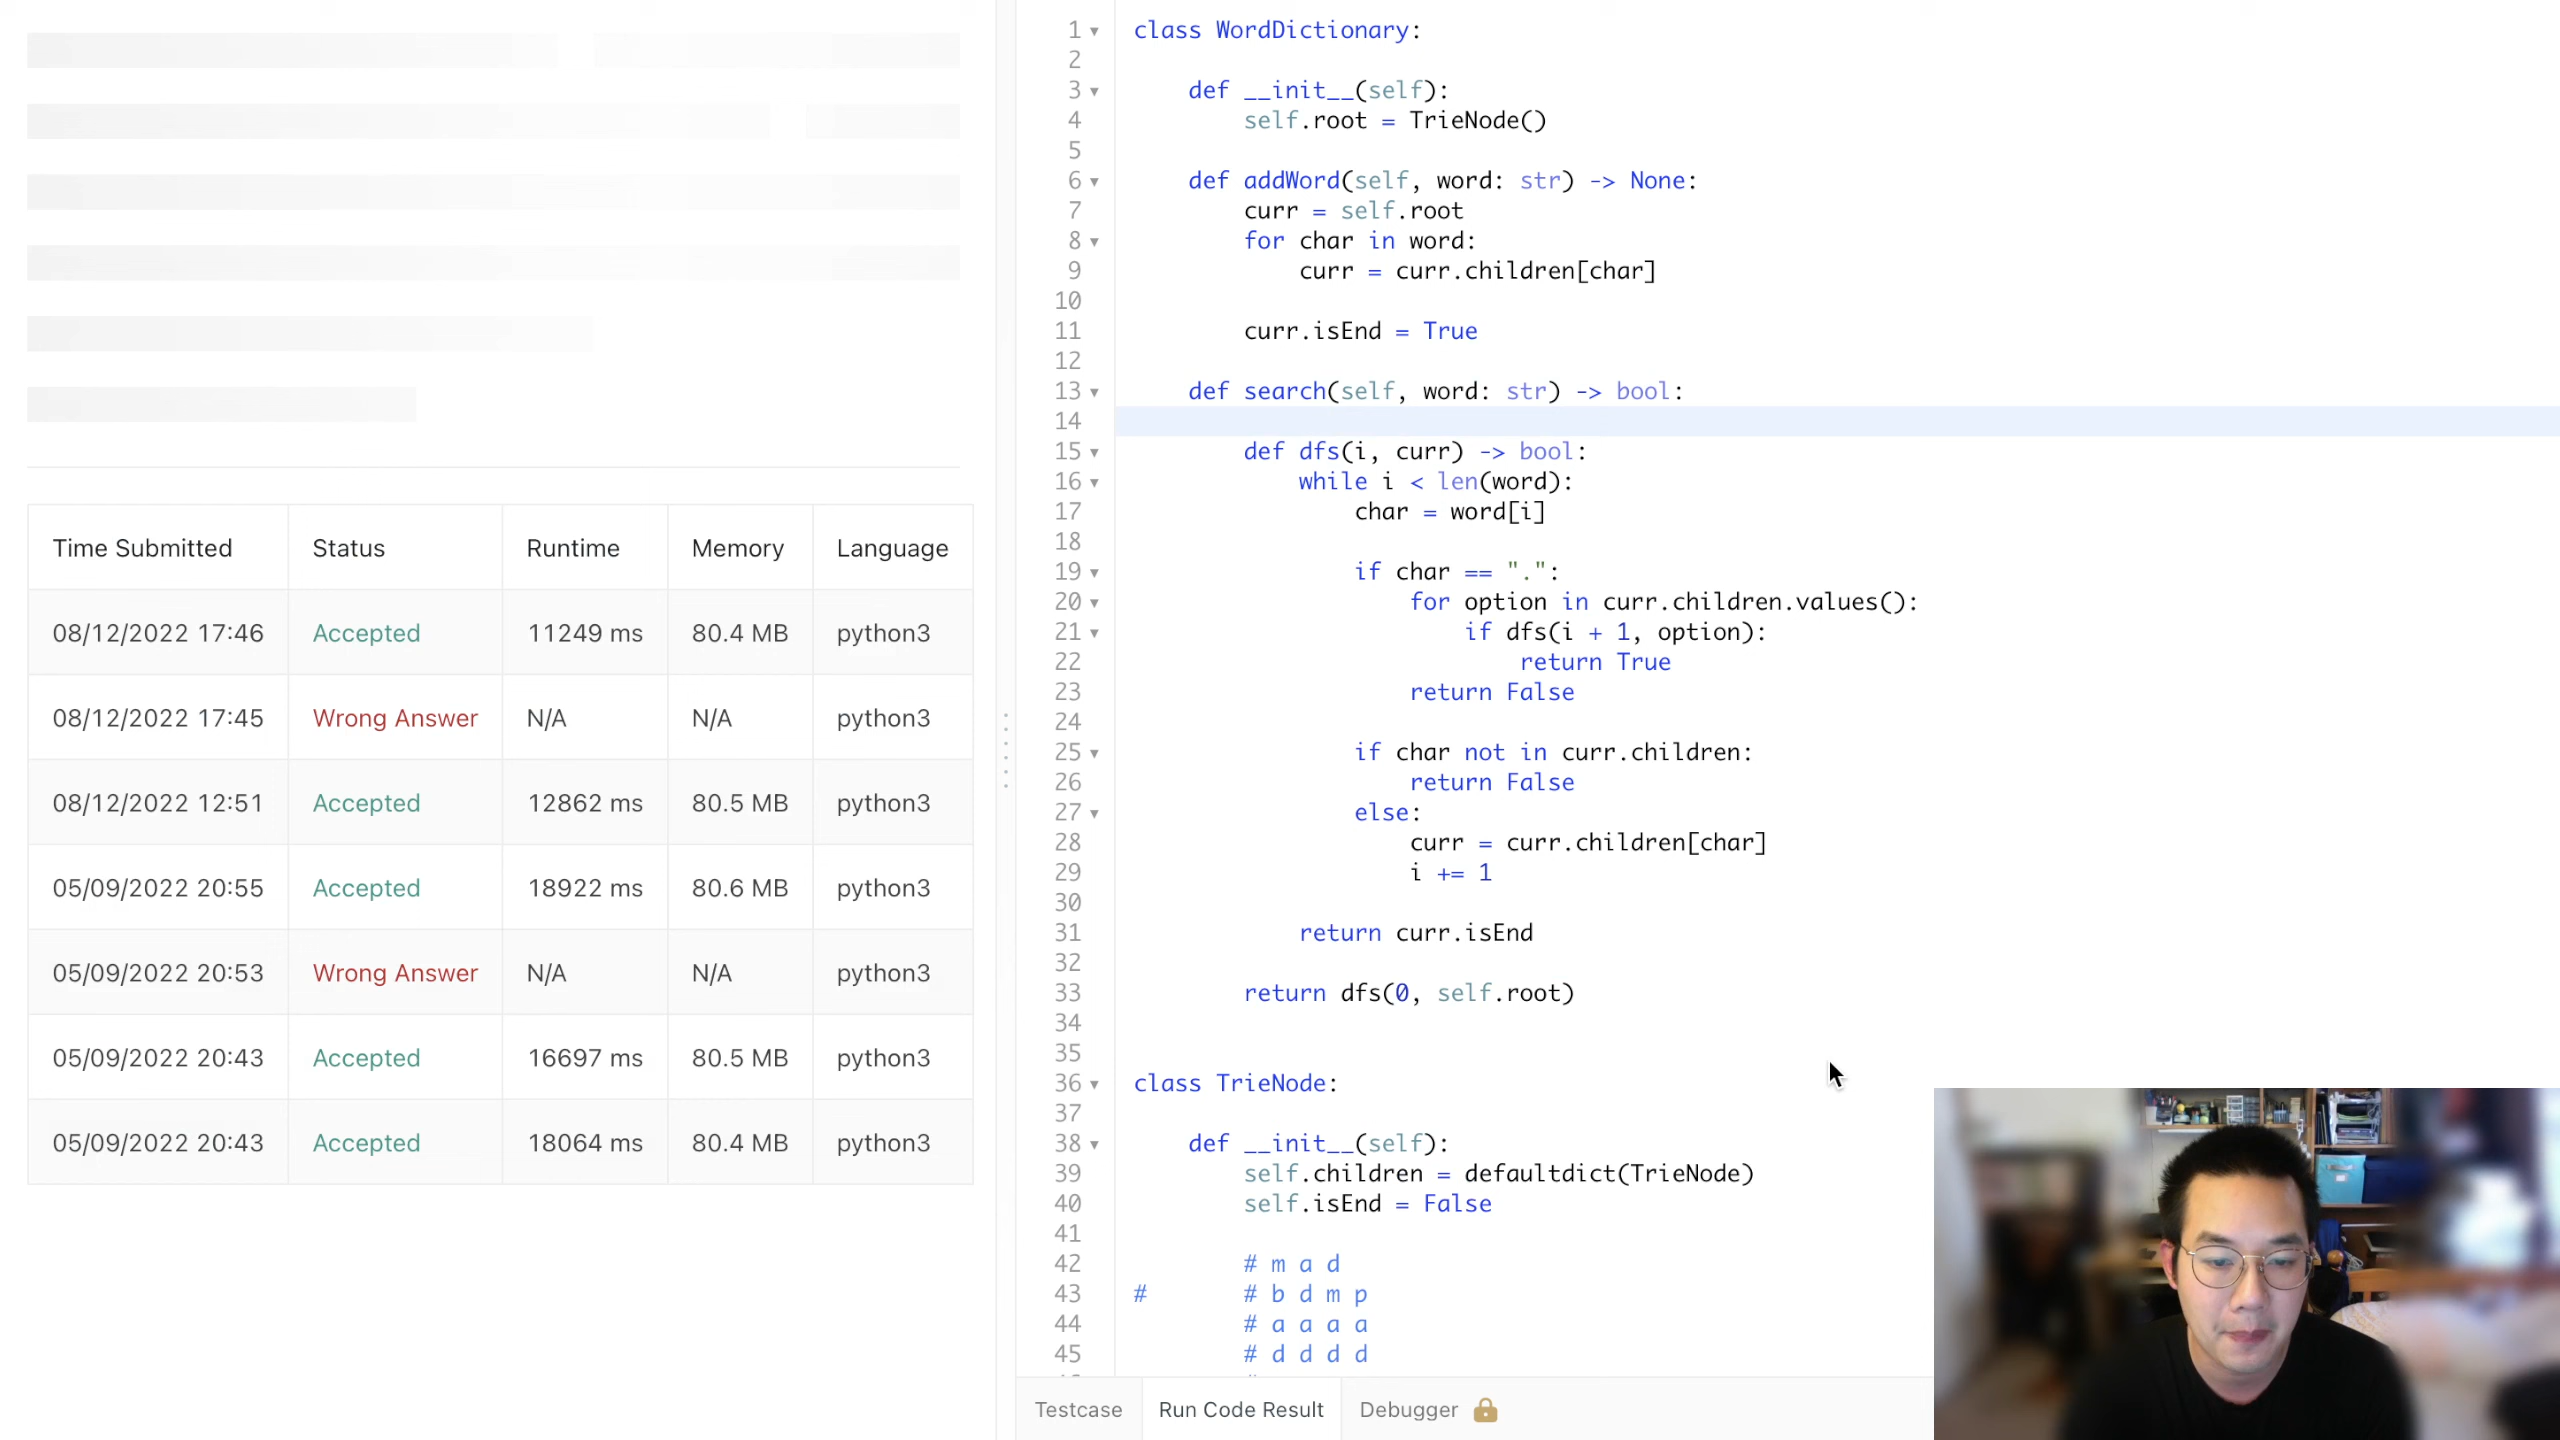 Time Submitted Status Runtime Memory Language
08/12/2022 17:46 Accepted 11249 ms 80.4 MB python3
08/12/2022 17:45 Wrong Answer N/A N/A python3
08/12/2022 12:51 Accepted 12862 ms 80.5 MB python3
05/09/2022 20:55 Accepted 18922 ms 80.6 MB python3
05/09/2022 20:53 Wrong Answer N/A N/A python3
05/09/2022 20:43 Accepted 16697 ms 80.5 MB python3
05/09/2022 20:43 Accepted 18064 ms 80.4 MB python3
1 class WordDictionary:
2
3     def __init__(self):
4         self.root = TrieNode()
5
6     def addWord(self, word: str) -> None:
7         curr = self.root
8         for char in word:
9             curr = curr.children[char]
10
11         curr.isEnd = True
12
13     def search(self, word: str) -> bool:
14
15         def dfs(i, curr) -> bool:
16             while i < len(word):
17                 char = word[i]
18
19                 if char == ".":
20                     for option in curr.children.values():
21                         if dfs(i + 1, option):
22                             return True
23                     return False
24
25                 if char not in curr.children:
26                     return False
27                 else:
28                     curr = curr.children[char]
29                     i += 1
30
31             return curr.isEnd
32
33         return dfs(0, self.root)
34
35
36 class TrieNode:
37
38     def __init__(self):
39         self.children = defaultdict(TrieNode)
40         self.isEnd = False
41
42         # m a d
43 #       # b d m p
44         # a a a a
45         # d d d d
Testcase Run Code Result Debugger